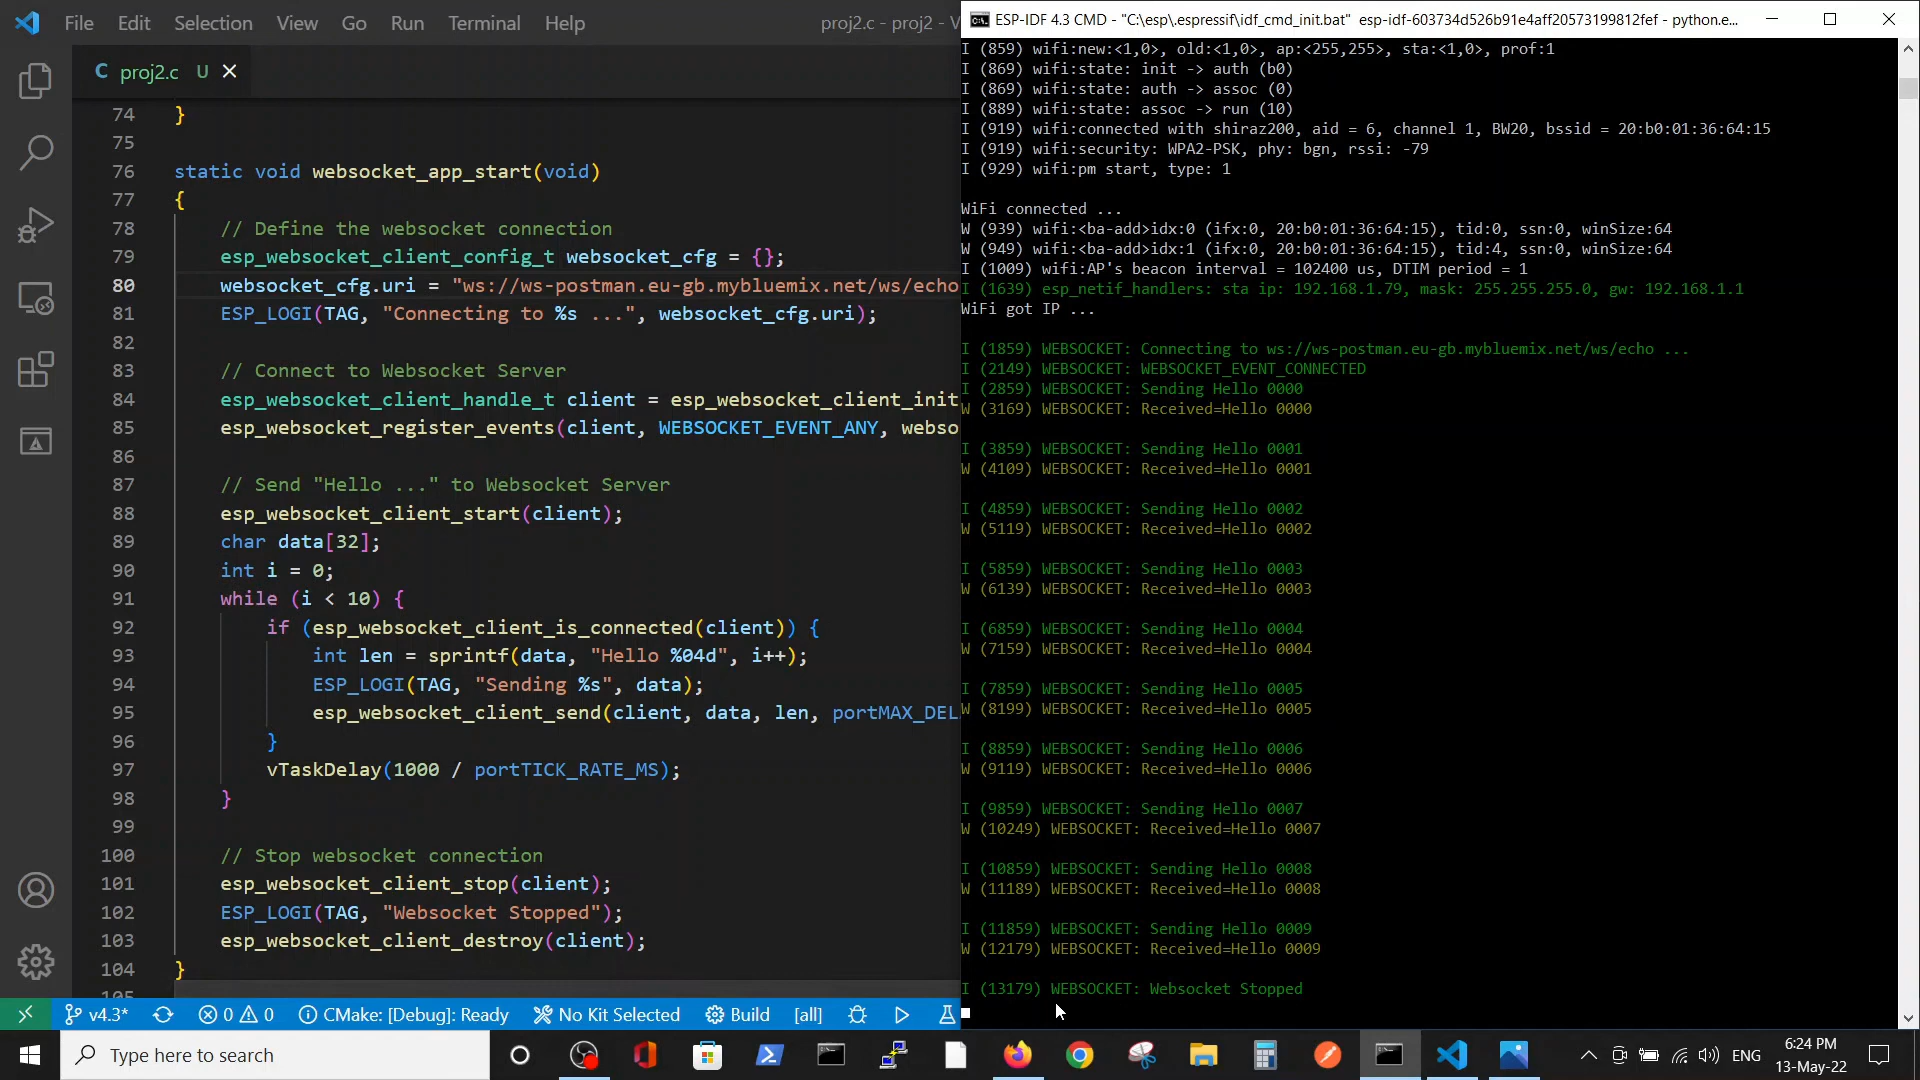 File Edit Selection View Go Run Terminal Help proj2.c - proj2 - V
C proj2.c U
74 }
75
76 static void websocket_app_start(void)
77 {
78 // Define the websocket connection
79 esp_websocket_client_config_t websocket_cfg = {};
80 websocket_cfg.uri = "ws://ws-postman.eu-gb.mybluemix.net/ws/echo
81 ESP_LOGI(TAG, "Connecting to %s ...", websocket_cfg.uri);
82
83 // Connect to Websocket Server
84 esp_websocket_client_handle_t client = esp_websocket_client_init
85 esp_websocket_register_events(client, WEBSOCKET_EVENT_ANY, webso
86
87 // Send "Hello ..." to Websocket Server
88 esp_websocket_client_start(client);
89 char data[32];
90 int i = 0;
91 while (i < 10) {
92 if (esp_websocket_client_is_connected(client)) {
93 int len = sprintf(data, "Hello %04d", i++);
94 ESP_LOGI(TAG, "Sending %s", data);
95 esp_websocket_client_send(client, data, len, portMAX_DEL
96 }
97 vTaskDelay(1000 / portTICK_RATE_MS);
98 }
99
100 // Stop websocket connection
101 esp_websocket_client_stop(client);
102 ESP_LOGI(TAG, "Websocket Stopped");
103 esp_websocket_client_destroy(client);
104 }
105
v4.3* 0 0 CMake: [Debug]: Ready No Kit Selected Build [all]
ESP-IDF 4.3 CMD - "C:\esp\.espressif\idf_cmd_init.bat" esp-idf-603734d526b91e4aff20573199812fef - python.e...
I (859) wifi:new:<1,0>, old:<1,0>, ap:<255,255>, sta:<1,0>, prof:1
I (869) wifi:state: init -> auth (b0)
I (869) wifi:state: auth -> assoc (0)
I (889) wifi:state: assoc -> run (10)
I (919) wifi:connected with shiraz200, aid = 6, channel 1, BW20, bssid = 20:b0:01:36:64:15
I (919) wifi:security: WPA2-PSK, phy: bgn, rssi: -79
I (929) wifi:pm start, type: 1
WiFi connected ...
W (939) wifi:<ba-add>idx:0 (ifx:0, 20:b0:01:36:64:15), tid:0, ssn:0, winSize:64
W (949) wifi:<ba-add>idx:1 (ifx:0, 20:b0:01:36:64:15), tid:4, ssn:0, winSize:64
I (1009) wifi:AP's beacon interval = 102400 us, DTIM period = 1
I (1639) esp_netif_handlers: sta ip: 192.168.1.79, mask: 255.255.255.0, gw: 192.168.1.1
WiFi got IP ...
I (1859) WEBSOCKET: Connecting to ws://ws-postman.eu-gb.mybluemix.net/ws/echo ...
I (2149) WEBSOCKET: WEBSOCKET_EVENT_CONNECTED
I (2859) WEBSOCKET: Sending Hello 0000
W (3169) WEBSOCKET: Received=Hello 0000
I (3859) WEBSOCKET: Sending Hello 0001
W (4109) WEBSOCKET: Received=Hello 0001
I (4859) WEBSOCKET: Sending Hello 0002
W (5119) WEBSOCKET: Received=Hello 0002
I (5859) WEBSOCKET: Sending Hello 0003
W (6139) WEBSOCKET: Received=Hello 0003
I (6859) WEBSOCKET: Sending Hello 0004
W (7159) WEBSOCKET: Received=Hello 0004
I (7859) WEBSOCKET: Sending Hello 0005
W (8199) WEBSOCKET: Received=Hello 0005
I (8859) WEBSOCKET: Sending Hello 0006
W (9119) WEBSOCKET: Received=Hello 0006
I (9859) WEBSOCKET: Sending Hello 0007
W (10249) WEBSOCKET: Received=Hello 0007
I (10859) WEBSOCKET: Sending Hello 0008
W (11189) WEBSOCKET: Received=Hello 0008
I (11859) WEBSOCKET: Sending Hello 0009
W (12179) WEBSOCKET: Received=Hello 0009
I (13179) WEBSOCKET: Websocket Stopped
Type here to search
ENG
6:24 PM
13-May-22